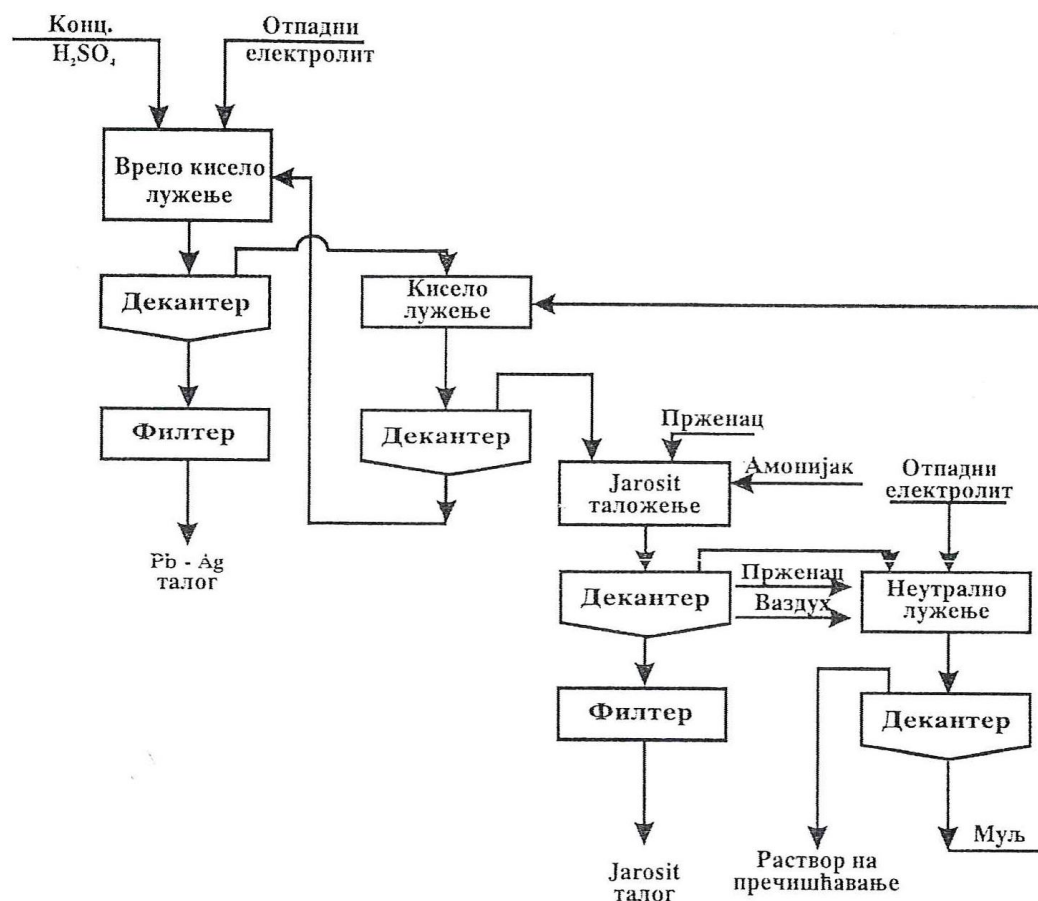 Конц.
H₂SO₄
Отпадни
електролит
Врело кисело
лужење
Декантер
Кисело
лужење
Филтер
Декантер
Прженац
Амонијак
Отпадни
електролит
Jarosit
таложење
Pb - Ag
талог
Декантер
Прженац
Ваздух
Неутрално
лужење
Филтер
Декантер
Муљ
Jarosit
талог
Раствор на
пречишћавање